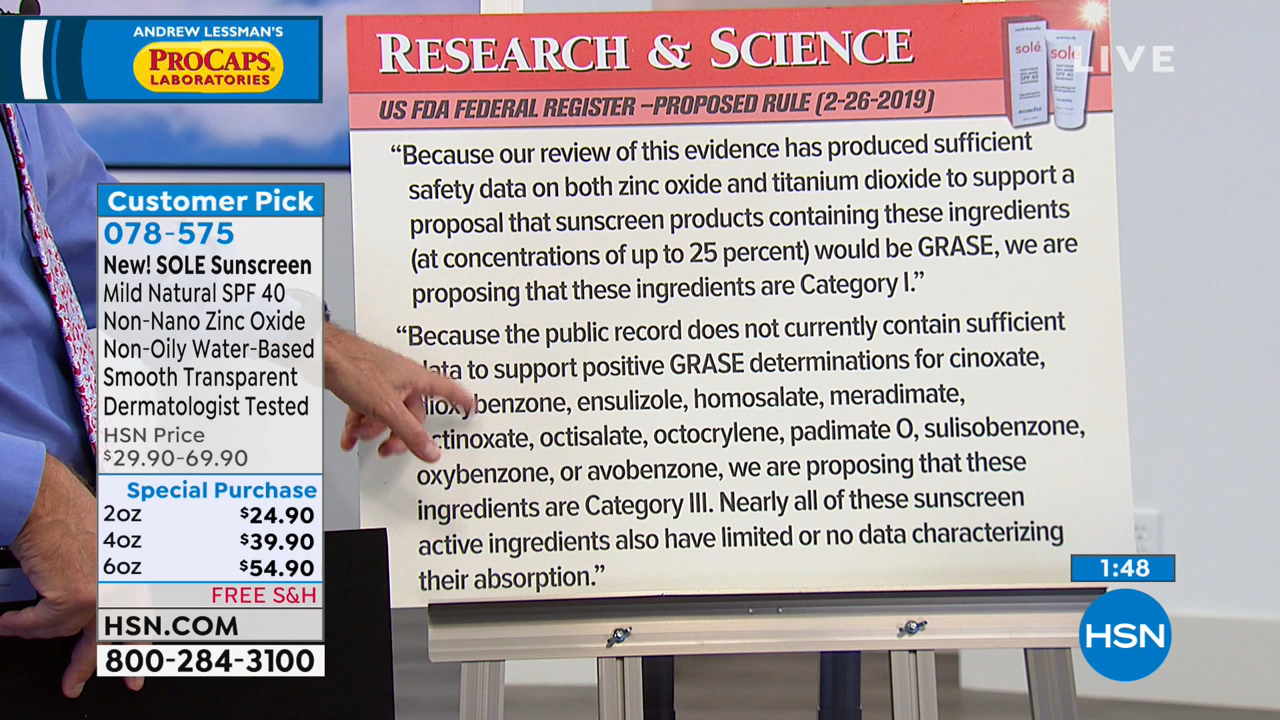 ANDREW LESSMAN'S
PROCAPS
LABORATORIES
Customer Pick
078-575
New! SOLE Sunscreen
Mild Natural SPF 40
Non-Nano Zinc Oxide
Non-Oily Water-Based
Smooth Transparent
Dermatologist Tested
HSN Price
$29.90-69.90
Special Purchase
2oz $24.90
4oz $39.90
6oz $54.90
FREE S&H
HSN.COM
800-284-3100
RESEARCH & SCIENCE
US FDA FEDERAL REGISTER –PROPOSED RULE (2-26-2019)
solé
solé
SPF 40
SPF 40
LIVE
“Because our review of this evidence has produced sufficient
safety data on both zinc oxide and titanium dioxide to support a
proposal that sunscreen products containing these ingredients
(at concentrations of up to 25 percent) would be GRASE, we are
proposing that these ingredients are Category I.”
“Because the public record does not currently contain sufficient
data to support positive GRASE determinations for cinoxate,
dioxybenzone, ensulizole, homosalate, meradimate,
octinoxate, octisalate, octocrylene, padimate O, sulisobenzone,
oxybenzone, or avobenzone, we are proposing that these
ingredients are Category III. Nearly all of these sunscreen
active ingredients also have limited or no data characterizing
their absorption.”
1:48
HSN